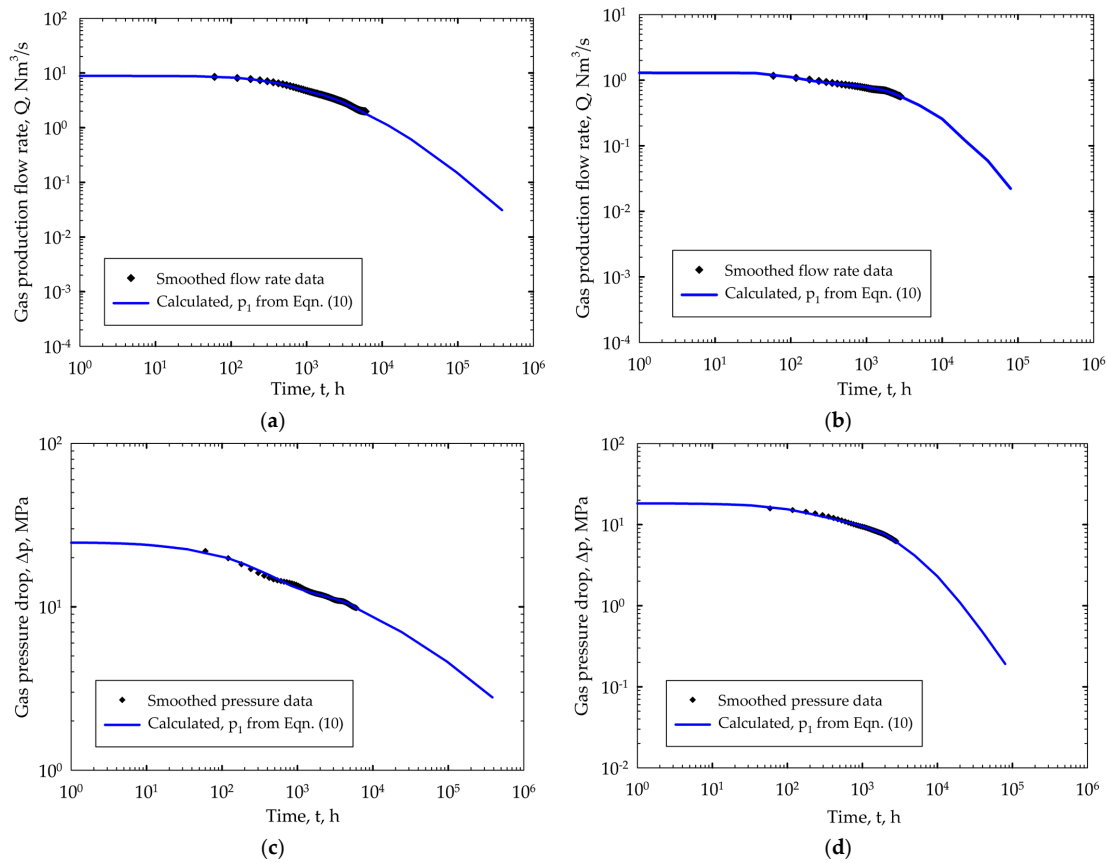 10²
10¹
10⁰
10⁻¹
10⁻²
10⁻³
10⁻⁴
Gas production flow rate, Q, Nm³/s
Smoothed flow rate data
Calculated, p₁ from Eqn. (10)
10⁰ 10¹ 10² 10³ 10⁴ 10⁵ 10⁶
Time, t, h
(a)
10¹
10⁰
10⁻¹
10⁻²
10⁻³
10⁻⁴
Gas production flow rate, Q, Nm³/s
Smoothed flow rate data
Calculated, p₁ from Eqn. (10)
10⁰ 10¹ 10² 10³ 10⁴ 10⁵ 10⁶
Time, t, h
(b)
10²
10¹
10⁰
Gas pressure drop, Δp, MPa
Smoothed pressure data
Calculated, p₁ from Eqn. (10)
10⁰ 10¹ 10² 10³ 10⁴ 10⁵ 10⁶
Time, t, h
(c)
10²
10¹
10⁰
10⁻¹
10⁻²
Gas pressure drop, Δp, MPa
Smoothed pressure data
Calculated, p₁ from Eqn. (10)
10⁰ 10¹ 10² 10³ 10⁴ 10⁵ 10⁶
Time, t, h
(d)